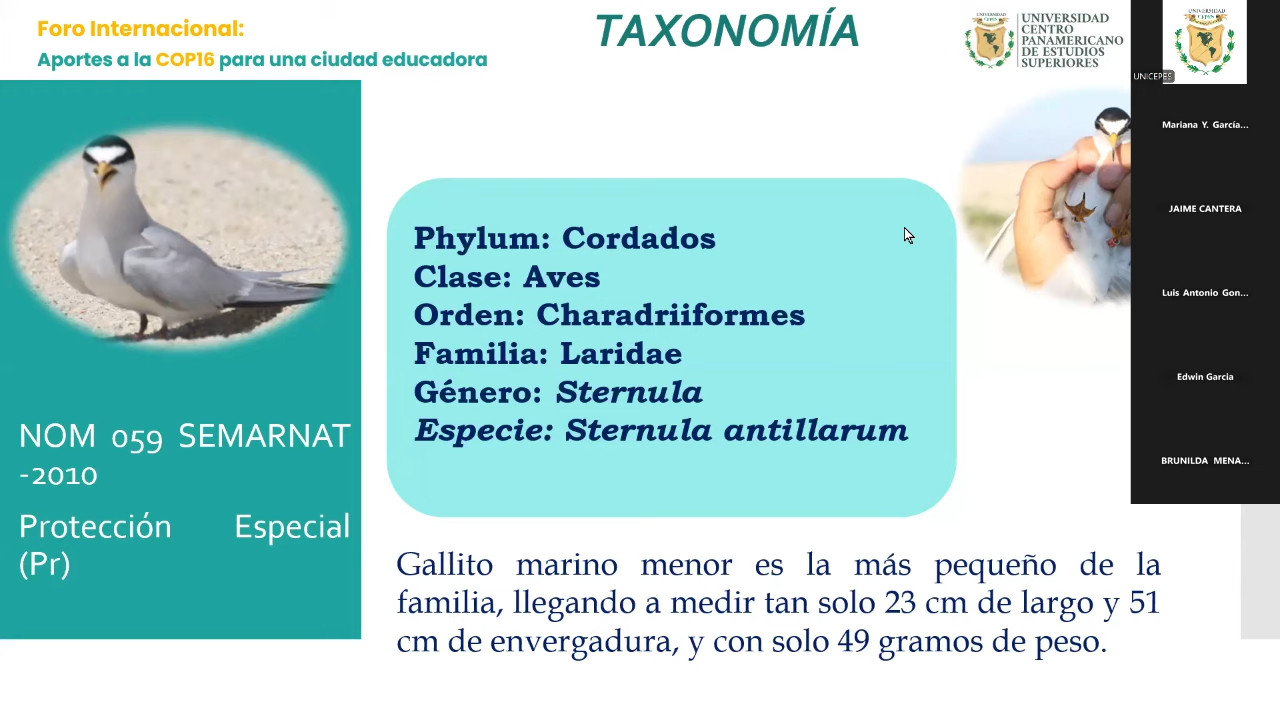 Foro Internacional:
Aportes a la COP16 para una ciudad educadora
TAXONOMÍA
UNIVERSIDAD
CENTRO
PANAMERICANO
DE ESTUDIOS
SUPERIORES
UNICEPES
Mariana Y. García...
JAIME CANTERA
Luis Antonio Gon...
Edwin Garcia
BRUNILDA MENA...
Phylum: Cordados
Clase: Aves
Orden: Charadriiformes
Familia: Laridae
Género: Sternula
Especie: Sternula antillarum
NOM 059 SEMARNAT
-2010
Protección Especial
(Pr)
Gallito marino menor es la más pequeño de la
familia, llegando a medir tan solo 23 cm de largo y 51
cm de envergadura, y con solo 49 gramos de peso.